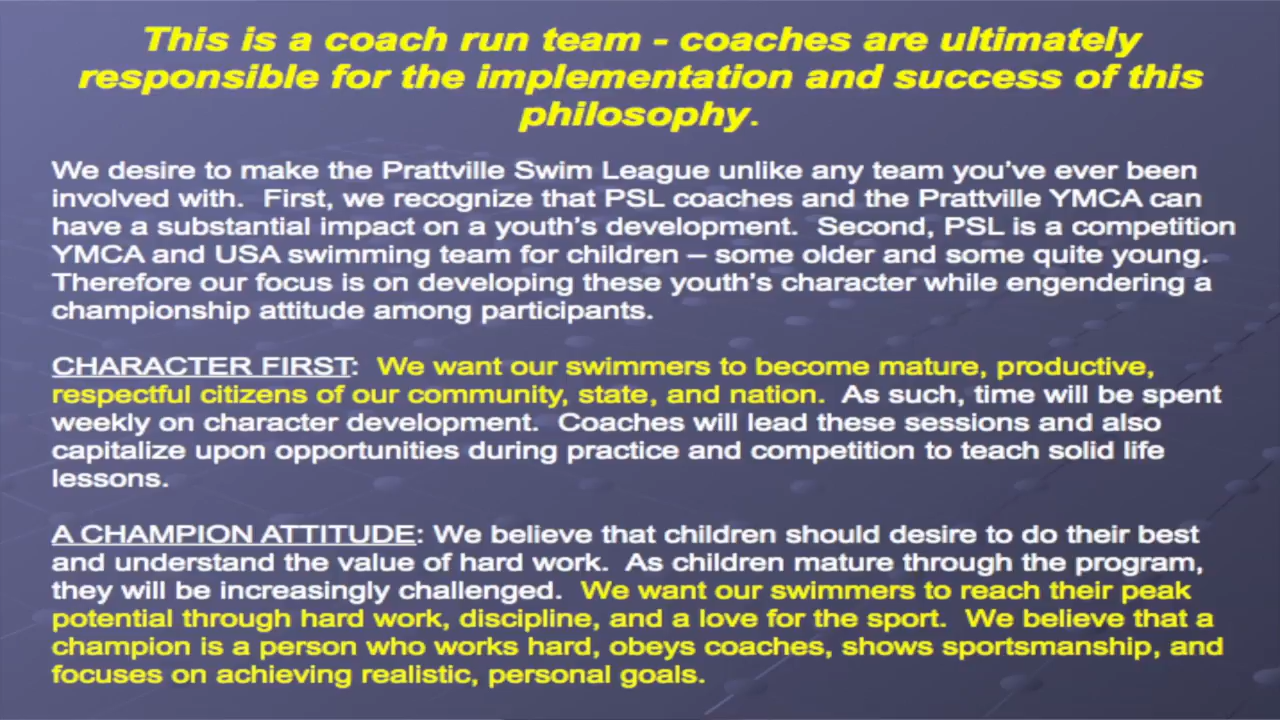 This is a coach run team - coaches are ultimately
responsible for the implementation and success of this
philosophy.
We desire to make the Prattville Swim League unlike any team you've ever been
involved with.  First, we recognize that PSL coaches and the Prattville YMCA can
have a substantial impact on a youth's development.  Second, PSL is a competition
YMCA and USA swimming team for children – some older and some quite young.
Therefore our focus is on developing these youth's character while engendering a
championship attitude among participants.
CHARACTER FIRST:  We want our swimmers to become mature, productive,
respectful citizens of our community, state, and nation.  As such, time will be spent
weekly on character development.  Coaches will lead these sessions and also
capitalize upon opportunities during practice and competition to teach solid life
lessons.
A CHAMPION ATTITUDE: We believe that children should desire to do their best
and understand the value of hard work.  As children mature through the program,
they will be increasingly challenged.  We want our swimmers to reach their peak
potential through hard work, discipline, and a love for the sport.  We believe that a
champion is a person who works hard, obeys coaches, shows sportsmanship, and
focuses on achieving realistic, personal goals.